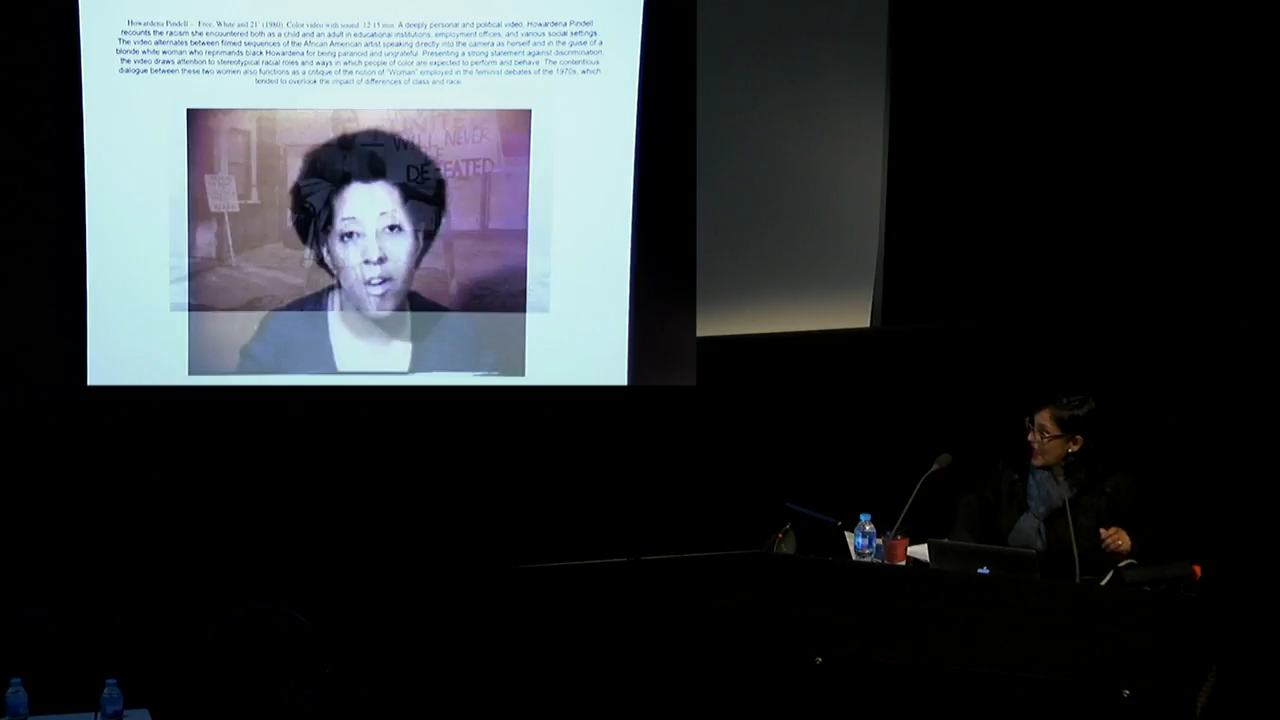 Howardena Pindell – Free, White and 21' (1980). Color video with sound 12:15 min. A deeply personal and political video, Howardena Pindell
recounts the racism she encountered both as a child and an adult in educational institutions, employment offices, and various social settings.
The video alternates between filmed sequences of the African American artist speaking directly into the camera as herself and in the guise of a
blonde white woman who reprimands black Howardena for being paranoid and ungrateful. Presenting a strong statement against discrimination,
the video draws attention to stereotypical racial roles and ways in which people of color are expected to perform and behave. The contentious
dialogue between these two women also functions as a critique of the notion of "Woman" employed in the feminist debates of the 1970s, which
tended to overlook the impact of differences of class and race.
WILL NEVER
BE
DEFEATED